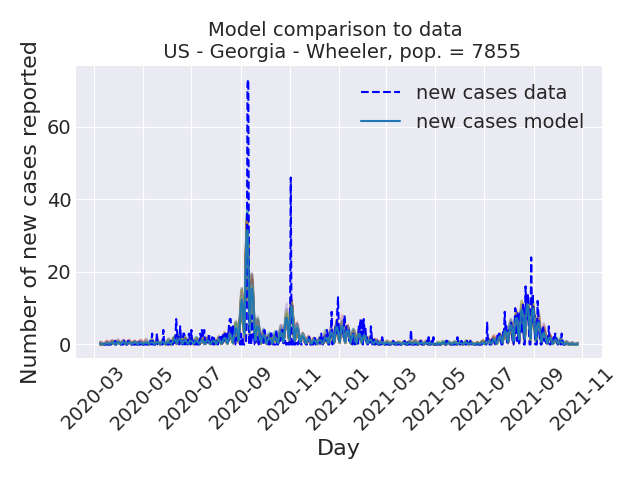 Model comparison to data
US - Georgia - Wheeler, pop. = 7855
Number of new cases reported
new cases data
new cases model
60
40
20
0
2020-03
2020-05
2020-07
2020-09
2020-11
2021-01
2021-03
2021-05
2021-07
2021-09
2021-11
Day